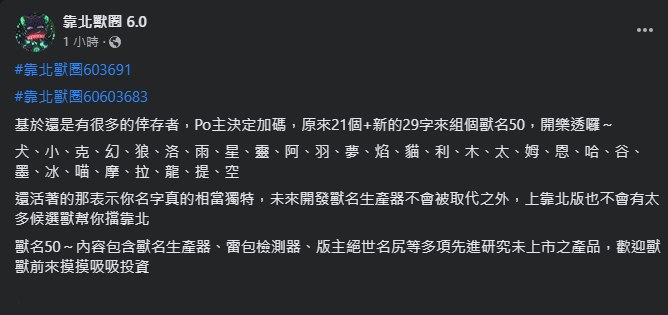 靠北獸圈 6.0
1 小時 ·
#靠北獸圈603691
#靠北獸圈60603683
基於還是有很多的倖存者，Po主決定加碼，原來21個+新的29字來組個獸名50，開樂透囉～
犬、小、克、幻、狼、洛、雨、星、靈、阿、羽、夢、焰、貓、利、木、太、姆、恩、哈、谷、
墨、冰、喵、摩、拉、龍、提、空
還活著的那表示你名字真的相當獨特，未來開發獸名生產器不會被取代之外，上靠北版也不會有太
多候選獸幫你擋靠北
獸名50～內容包含獸名生產器、雷包檢測器、版主絕世名尻等多項先進研究未上市之產品，歡迎獸
獸前來摸摸吸吸投資